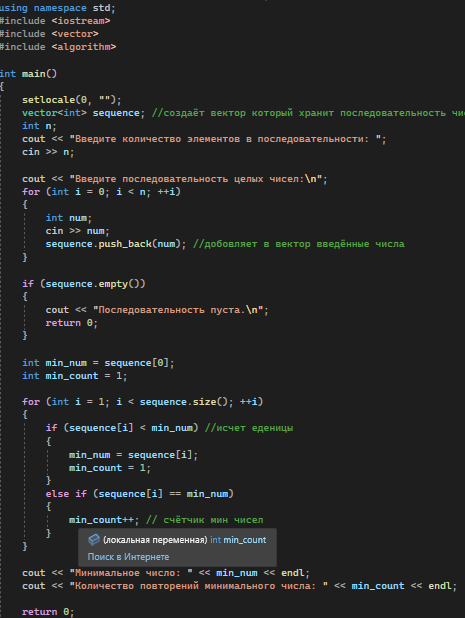 using namespace std;
#include <iostream>
#include <vector>
#include <algorithm>
int main()
{
setlocale(0, "");
vector<int> sequence; //создаёт вектор который хранит последовательность
int n;
cout << "Введите количество элементов в последовательности: ";
cin >> n;
cout << "Введите последовательность целых чисел:\n";
for (int i = 0; i < n; ++i)
{
int num;
cin >> num;
sequence.push_back(num); //добовляет в вектор введённые числа
}
if (sequence.empty())
{
cout << "Последовательность пуста.\n";
return 0;
}
int min_num = sequence[0];
int min_count = 1;
for (int i = 1; i < sequence.size(); ++i)
{
if (sequence[i] < min_num) //исчет еденицы
{
min_num = sequence[i];
min_count = 1;
}
else if (sequence[i] == min_num)
{
min_count++; // счётчик мин чисел
}
(локальная переменная) int min_count
}
Поиск в Интернете
cout << "Минимальное число: " << min_num << endl;
cout << "Количество повторений минимального числа: " << min_count << endl;
return 0;